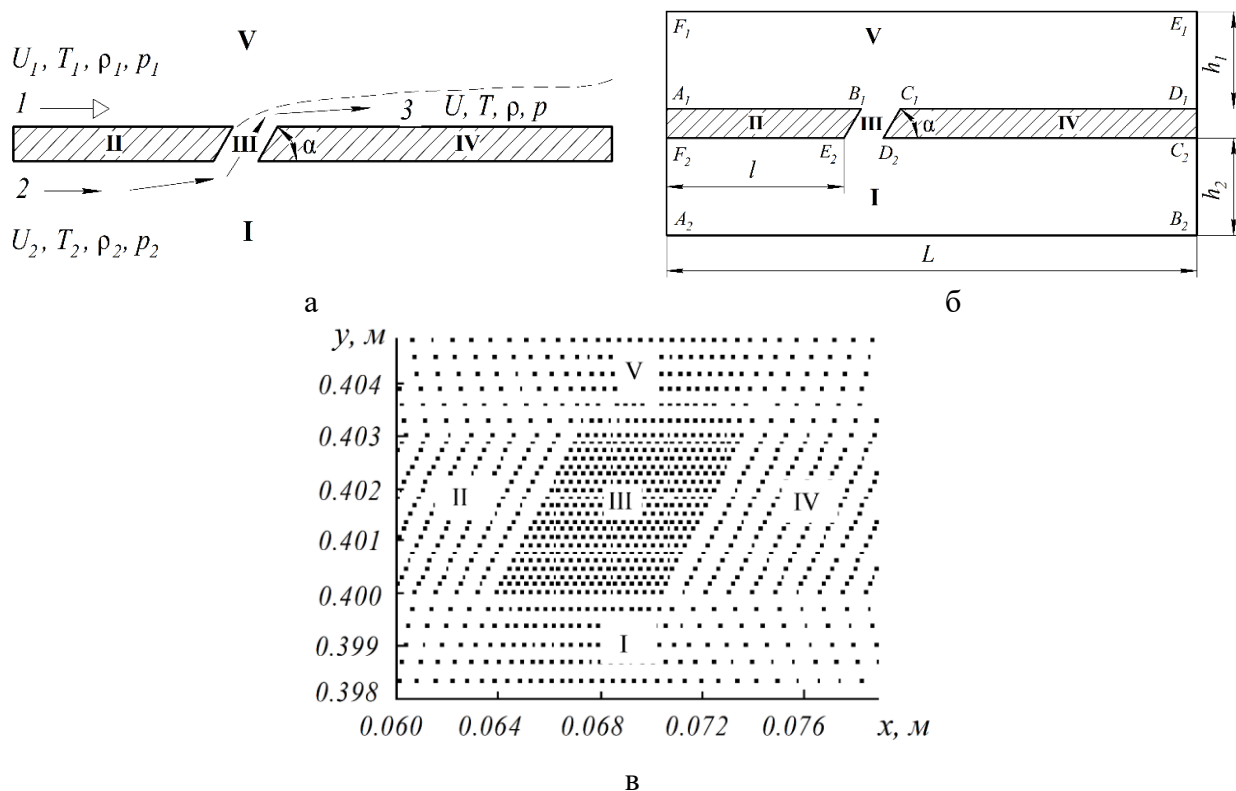 V
U₁, T₁, ρ₁, p₁
1
3 U, T, ρ, p
II III α IV
2
I
U₂, T₂, ρ₂, p₂
а
F₁ V E₁
h₁
A₁ B₁ C₁ D₁
II III α IV
F₂ E₂ D₂ C₂
l
I
h₂
A₂ B₂
L
б
y, м
0.404
0.403
0.402
0.401
0.400
0.399
0.398
V
II III IV
I
0.060 0.064 0.068 0.072 0.076 x, м
в